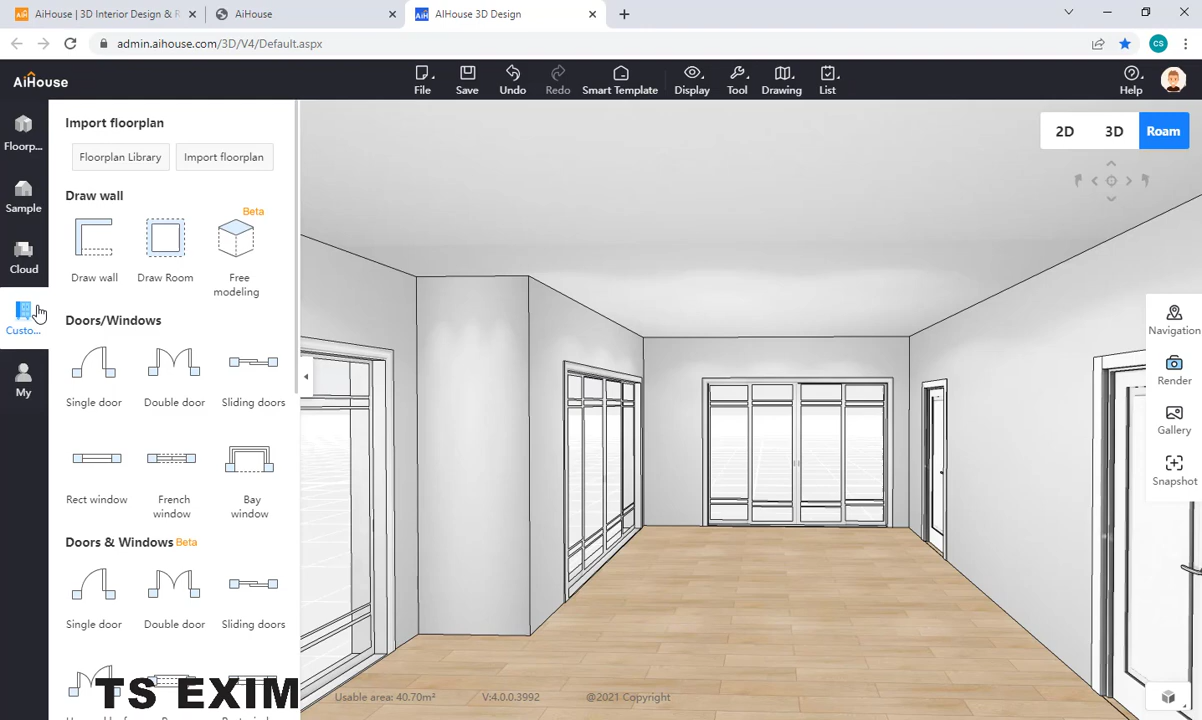 AiHouse | 3D Interior Design & R
AiHouse
AIHouse 3D Design
admin.aihouse.com/3D/V4/Default.aspx
CS
AiHouse
File
Save
Undo
Redo
Smart Template
Display
Tool
Drawing
List
Help
Floorp...
Sample
Cloud
Custo...
My
Import floorplan
Floorplan Library
Import floorplan
Draw wall
Beta
Draw wall
Draw Room
Free
modeling
Doors/Windows
Single door
Double door
Sliding doors
Rect window
French
window
Bay
window
Doors & Windows Beta
Single door
Double door
Sliding doors
TS EXIM
2D
3D
Roam
Navigation
Render
Gallery
Snapshot
Usable area: 40.70m²
V:4.0.0.3992
@2021 Copyright